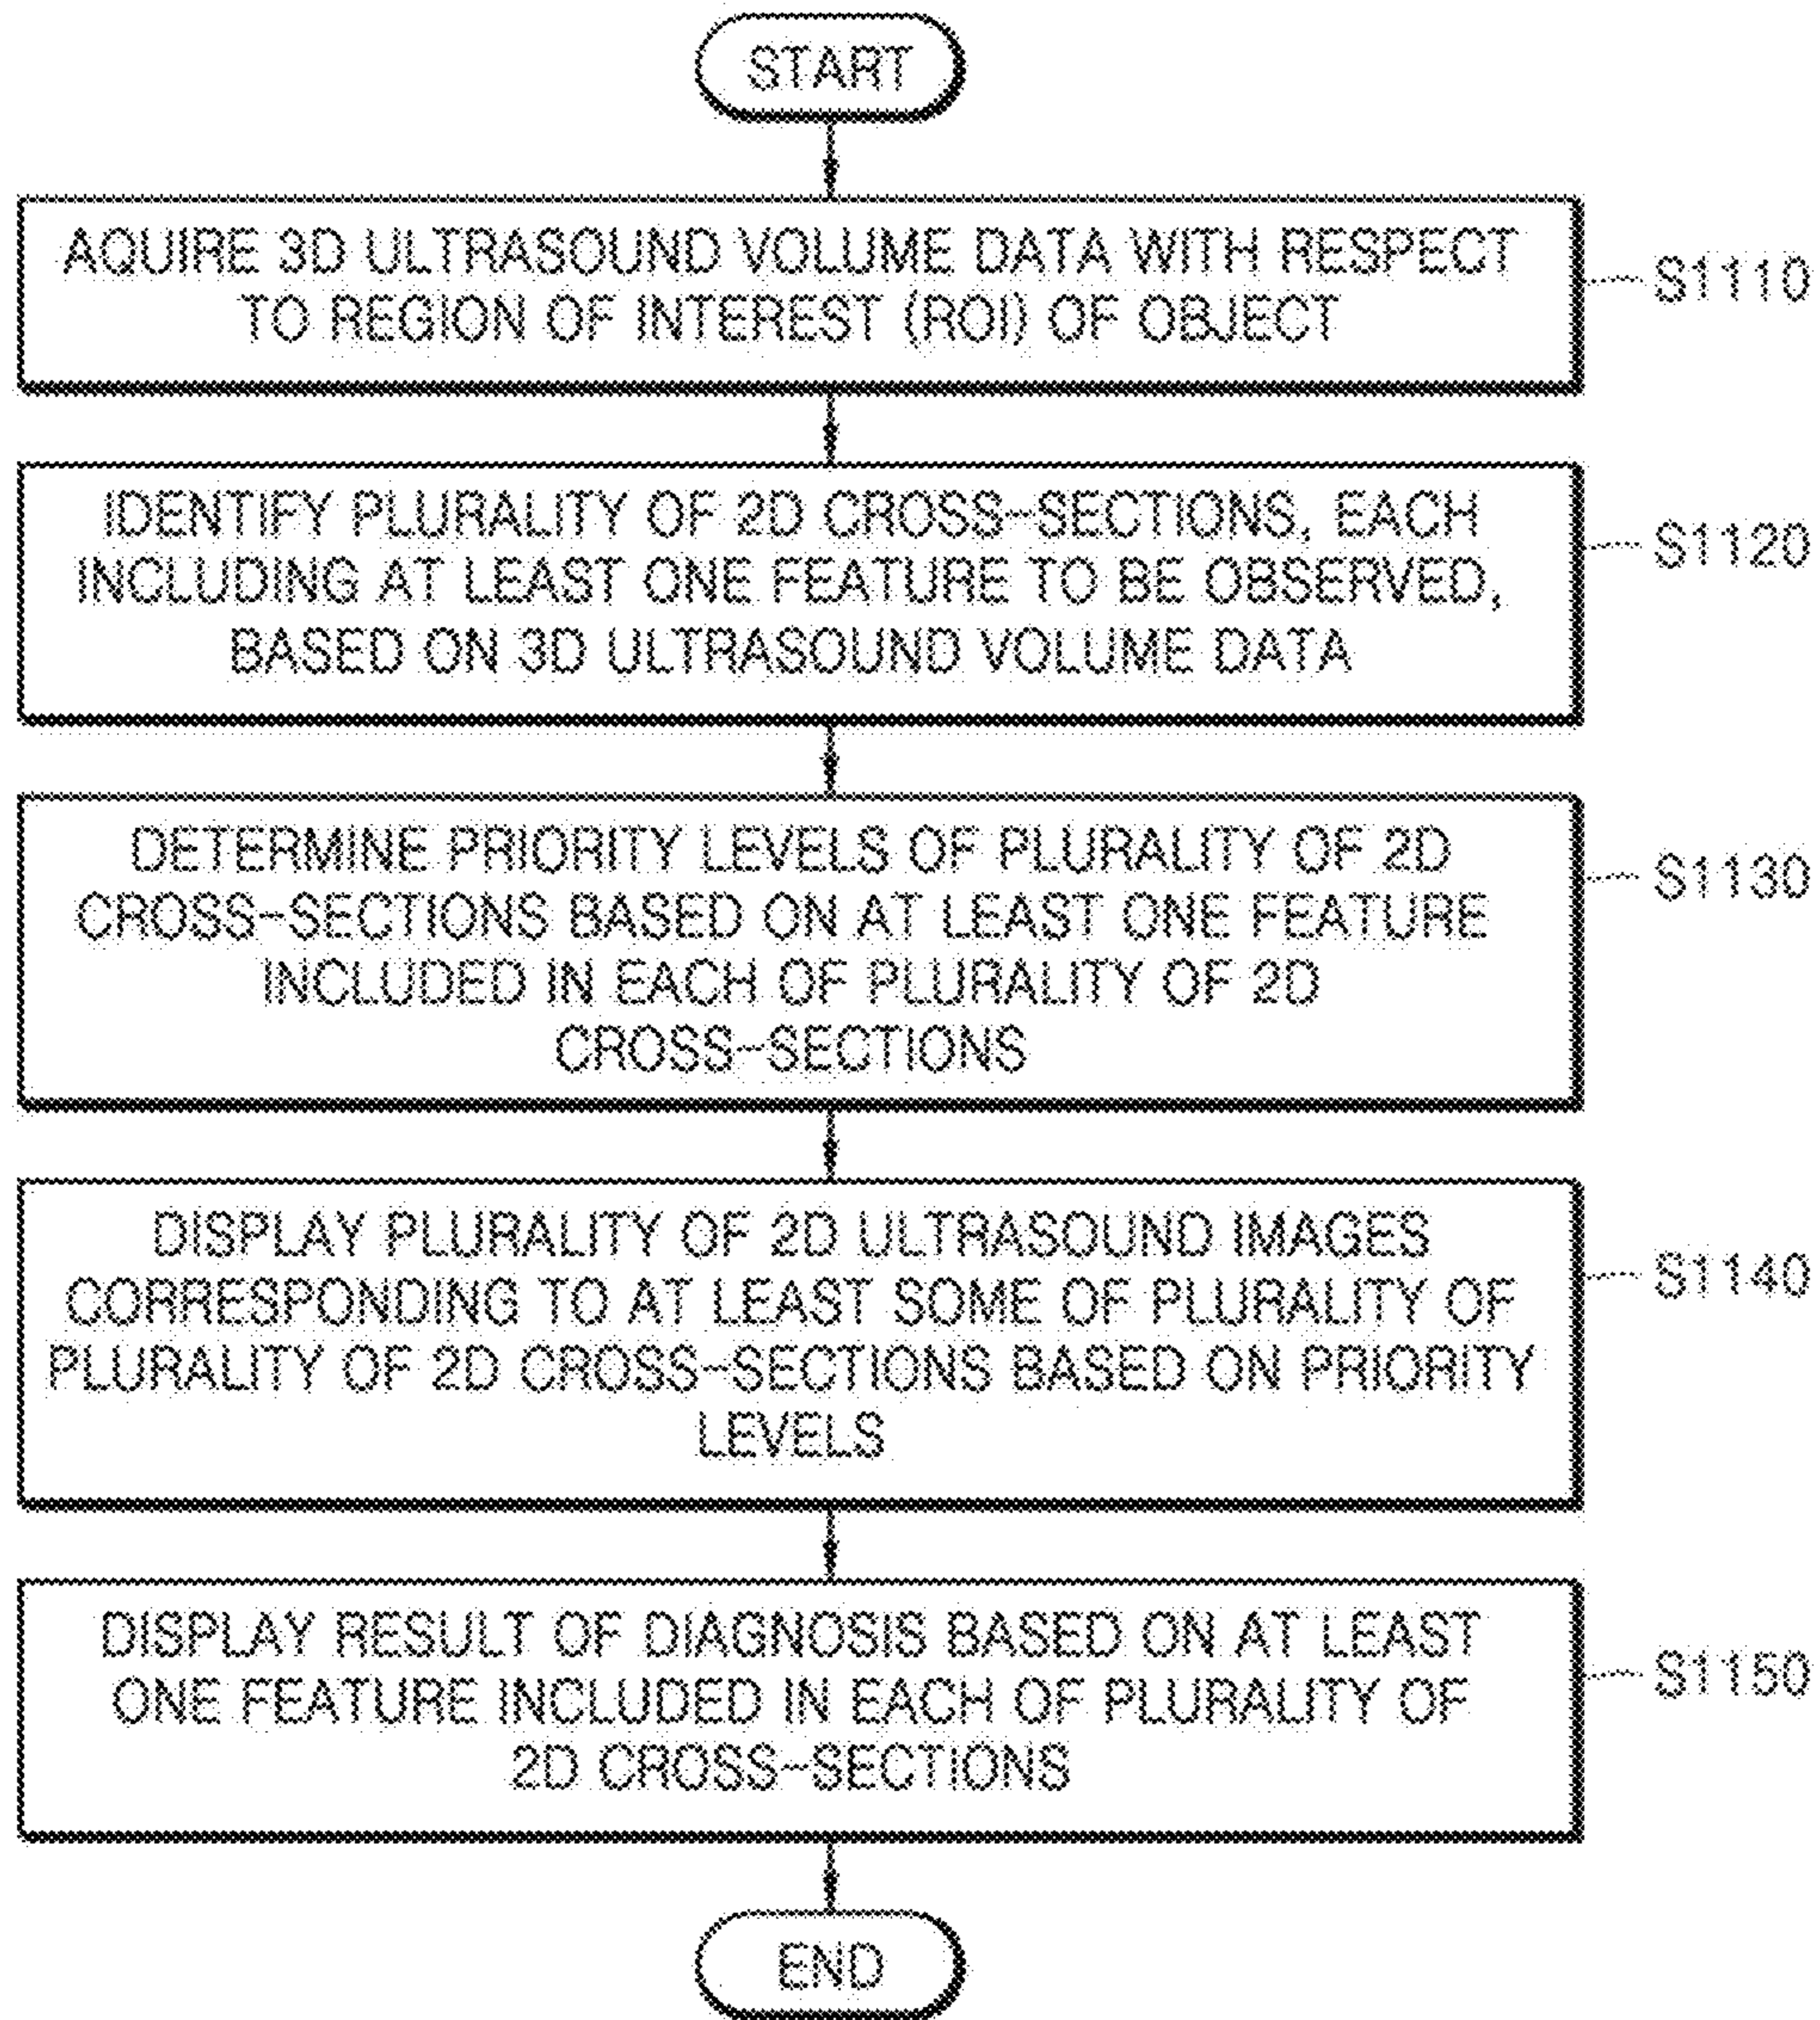 START
AQUIRE 3D ULTRASOUND VOLUME DATA WITH RESPECT
TO REGION OF INTEREST (ROI) OF OBJECT
S1110
IDENTIFY PLURALITY OF 2D CROSS-SECTIONS, EACH
INCLUDING AT LEAST ONE FEATURE TO BE OBSERVED,
BASED ON 3D ULTRASOUND VOLUME DATA
S1120
DETERMINE PRIORITY LEVELS OF PLURALITY OF 2D
CROSS-SECTIONS BASED ON AT LEAST ONE FEATURE
INCLUDED IN EACH OF PLURALITY OF 2D
CROSS-SECTIONS
S1130
DISPLAY PLURALITY OF 2D ULTRASOUND IMAGES
CORRESPONDING TO AT LEAST SOME OF PLURALITY OF
PLURALITY OF 2D CROSS-SECTIONS BASED ON PRIORITY
LEVELS
S1140
DISPLAY RESULT OF DIAGNOSIS BASED ON AT LEAST
ONE FEATURE INCLUDED IN EACH OF PLURALITY OF
2D CROSS-SECTIONS
S1150
END